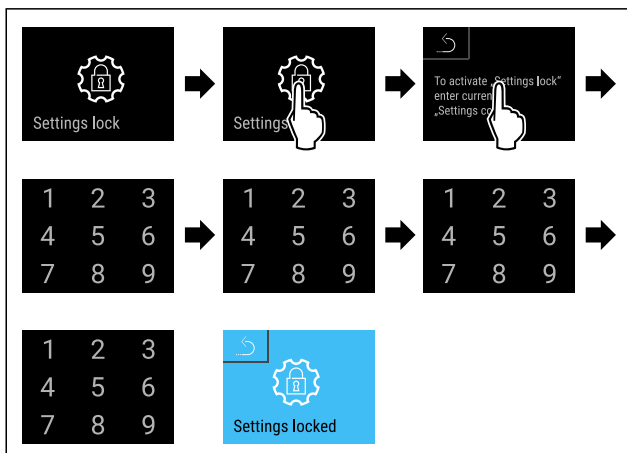 Settings lock
Settings
To activate „Settings lock“
enter curren
„Settings co
1 2 3
4 5 6
7 8 9
1 2 3
4 5 6
7 8 9
1 2 3
4 5 6
7 8 9
1 2 3
4 5 6
7 8 9
Settings locked